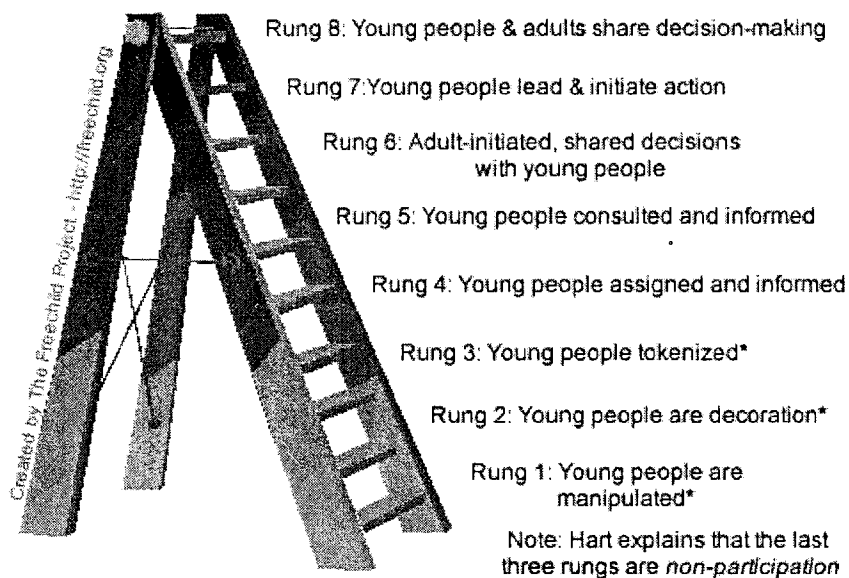 Rung 8: Young people & adults share decision-making
Rung 7:Young people lead & initiate action
Rung 6: Adult-initiated, shared decisions
with young people
Rung 5: Young people consulted and informed
Rung 4: Young people assigned and informed
Rung 3: Young people tokenized*
Rung 2: Young people are decoration*
Rung 1: Young people are
manipulated*
Note: Hart explains that the last
three rungs are non-participation
Created by The Freechild Project - http://freechild.org